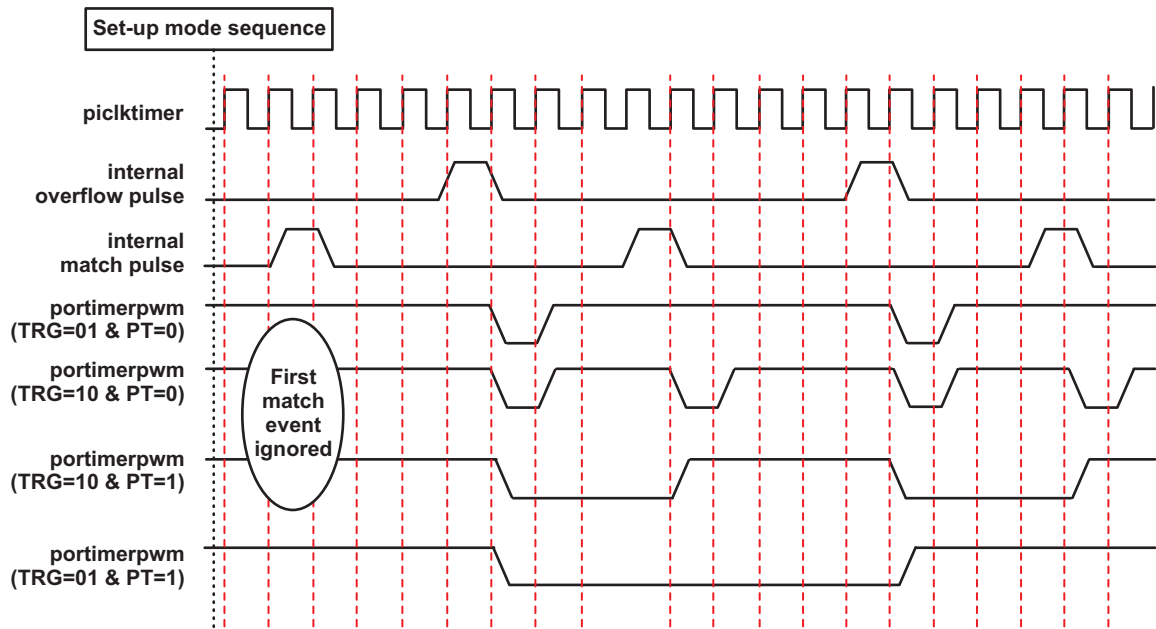 Set-up mode sequence
piclktimer
internal
overflow pulse
internal
match pulse
portimerpwm
(TRG=01 & PT=0)
portimerpwm
(TRG=10 & PT=0)
First
match
event
ignored
portimerpwm
(TRG=10 & PT=1)
portimerpwm
(TRG=01 & PT=1)